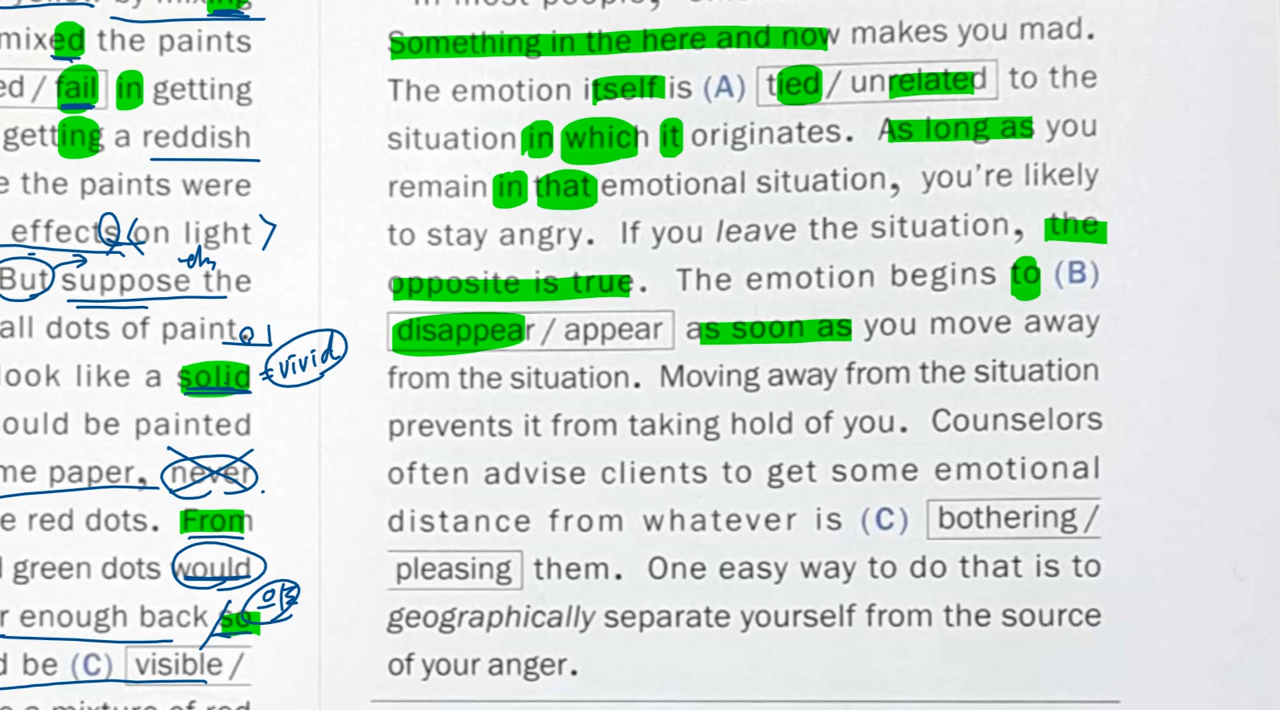 mixed the paints
ed / fail in getting
getting a reddish
e the paints were
effects on light
But suppose the
all dots of paint
look like a solid = vivid
ould be painted
me paper, never
e red dots. From
green dots would
r enough back so
d be (C) visible /
Something in the here and now makes you mad.
The emotion itself is (A) tied / unrelated to the
situation in which it originates. As long as you
remain in that emotional situation, you're likely
to stay angry. If you leave the situation, the
opposite is true. The emotion begins to (B)
disappear / appear as soon as you move away
from the situation. Moving away from the situation
prevents it from taking hold of you. Counselors
often advise clients to get some emotional
distance from whatever is (C) bothering /
pleasing them. One easy way to do that is to
geographically separate yourself from the source
of your anger.